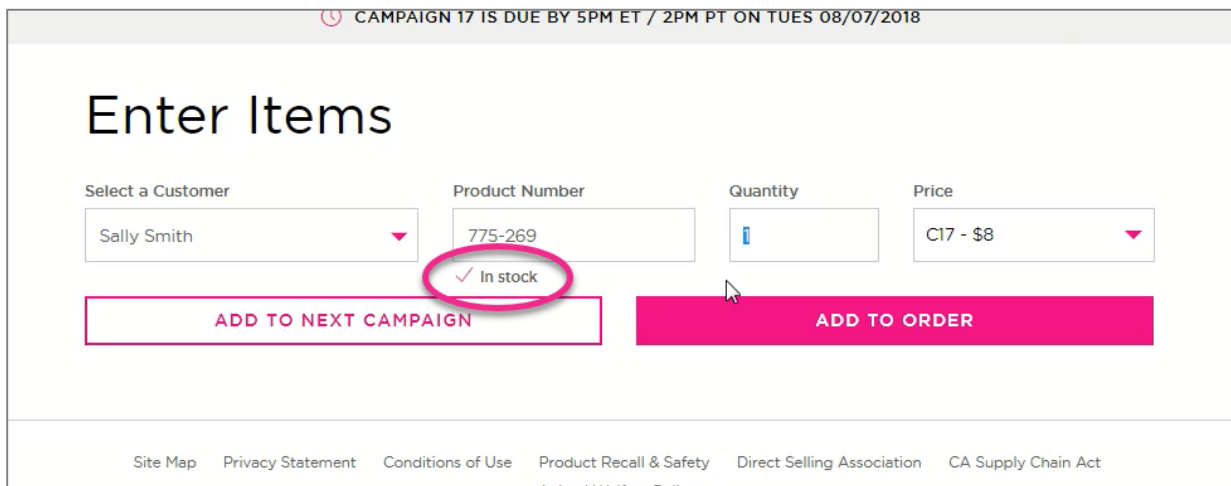 CAMPAIGN 17 IS DUE BY 5PM ET / 2PM PT ON TUES 08/07/2018
Enter Items
Select a Customer
Product Number
Quantity
Price
Sally Smith
775-269
1
C17 - $8
In stock
ADD TO NEXT CAMPAIGN
ADD TO ORDER
Site Map Privacy Statement Conditions of Use Product Recall & Safety Direct Selling Association CA Supply Chain Act